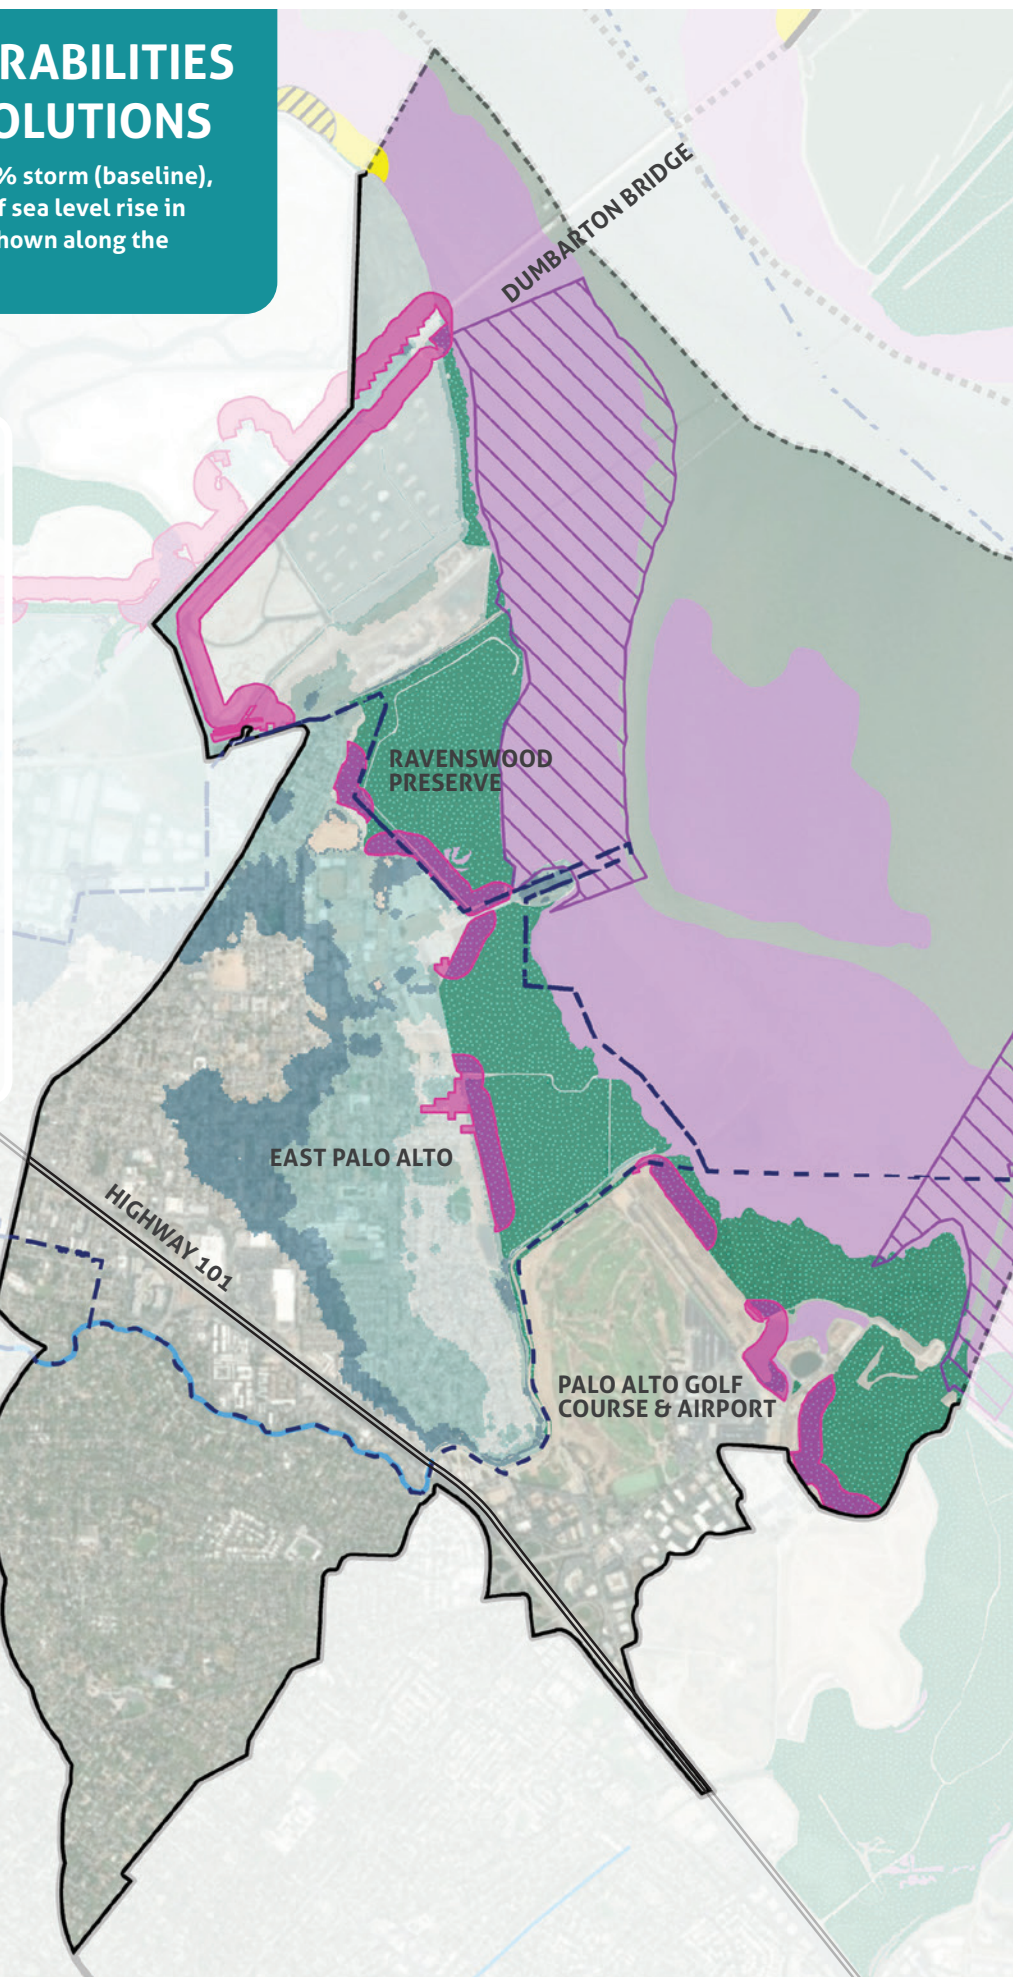 RABILITIES
OLUTIONS
% storm (baseline),
f sea level rise in
hown along the
DUMBARTON BRIDGE
RAVENSWOOD
PRESERVE
EAST PALO ALTO
HIGHWAY 101
PALO ALTO GOLF
COURSE & AIRPORT